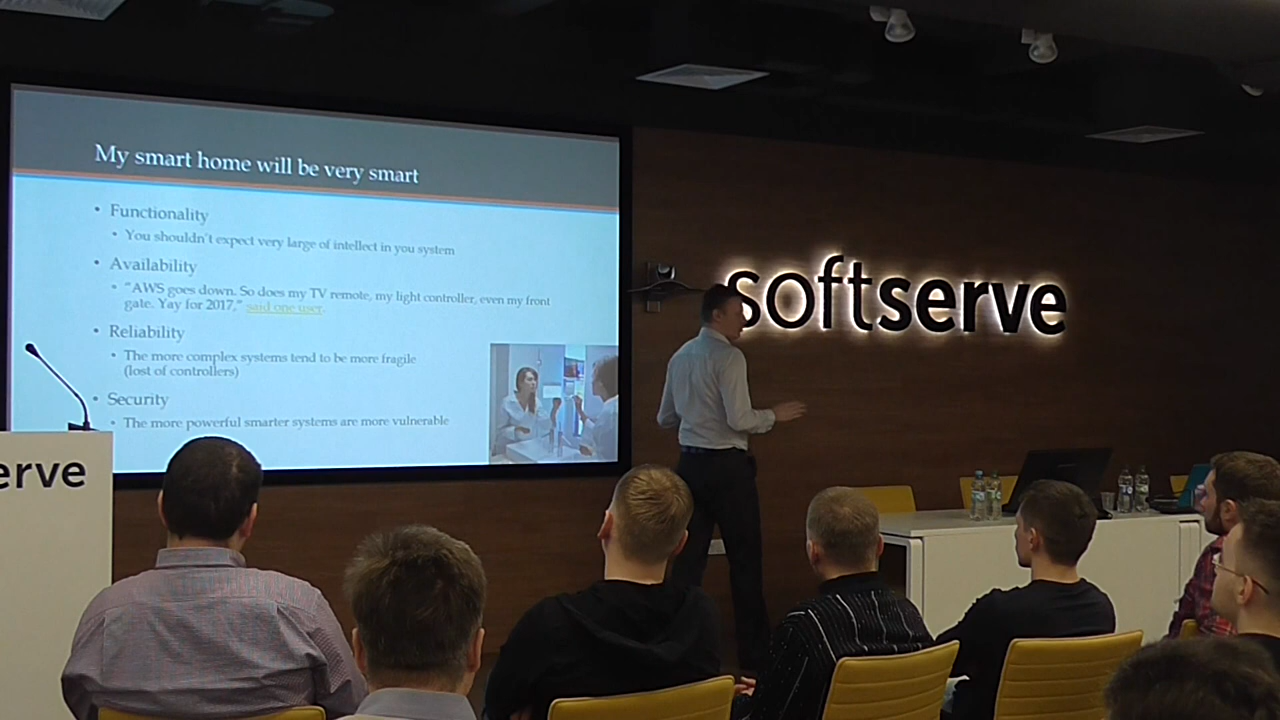 My smart home will be very smart
• Functionality
• You shouldn't expect very large of intellect in you system
• Availability
• "AWS goes down. So does my TV remote, my light controller, even my front
gate. Yay for 2017," said one user.
• Reliability
• The more complex systems tend to be more fragile
(lost of controllers)
• Security
• The more powerful smarter systems are more vulnerable
softserve
erve